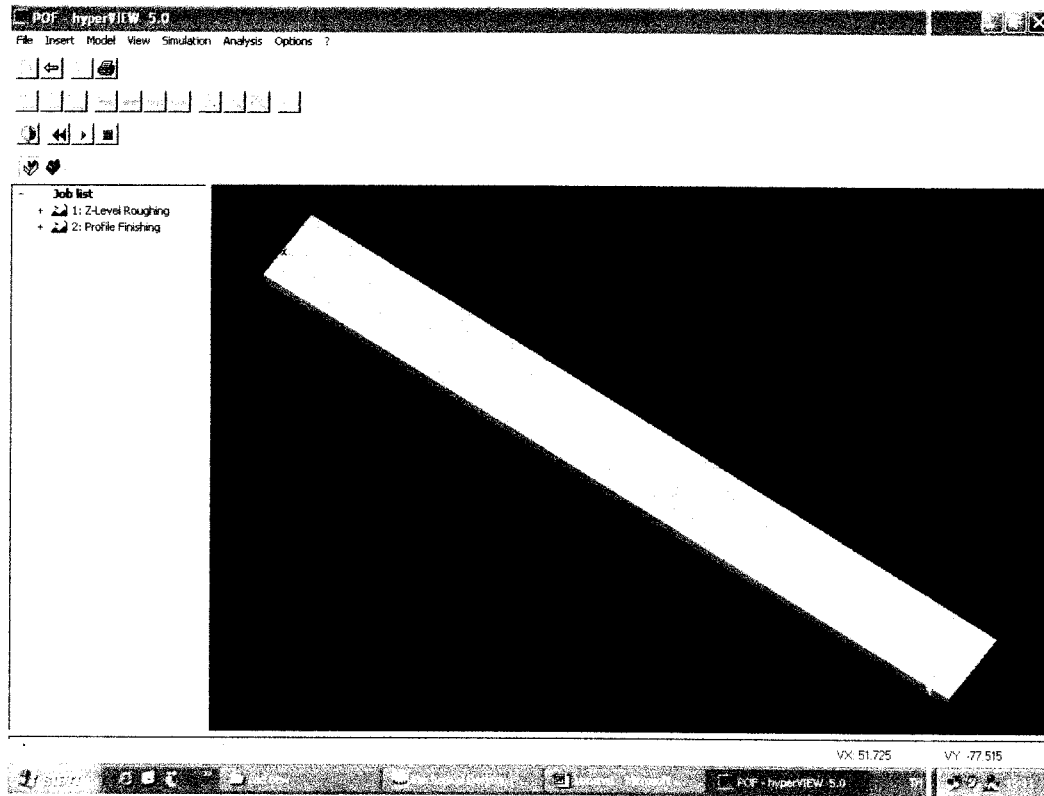 POF - hyperVIEW 5.0
File Insert Model View Simulation Analysis Options ?
Job list
1: Z-Level Roughing
2: Profile Finishing
x
VX: 51.725 VY: -77.515
start POF - hyperVIEW 5.0